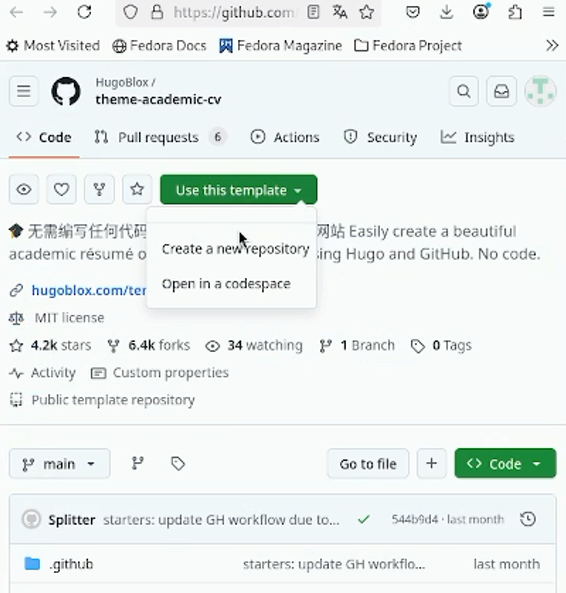 https://github.com/
Most Visited Fedora Docs Fedora Magazine Fedora Project
HugoBlox /
theme-academic-cv
Code Pull requests 6 Actions Security Insights
Use this template
🎓 无需编写任何代码 网站 Easily create a beautiful
academic résumé o sing Hugo and GitHub. No code.
Create a new repository
Open in a codespace
hugoblox.com/ter
MIT license
4.2k stars 6.4k forks 34 watching 1 Branch 0 Tags
Activity Custom properties
Public template repository
main Go to file + Code
Splitter starters: update GH workflow due to... 544b9d4 · last month
.github starters: update GH workflo... last month